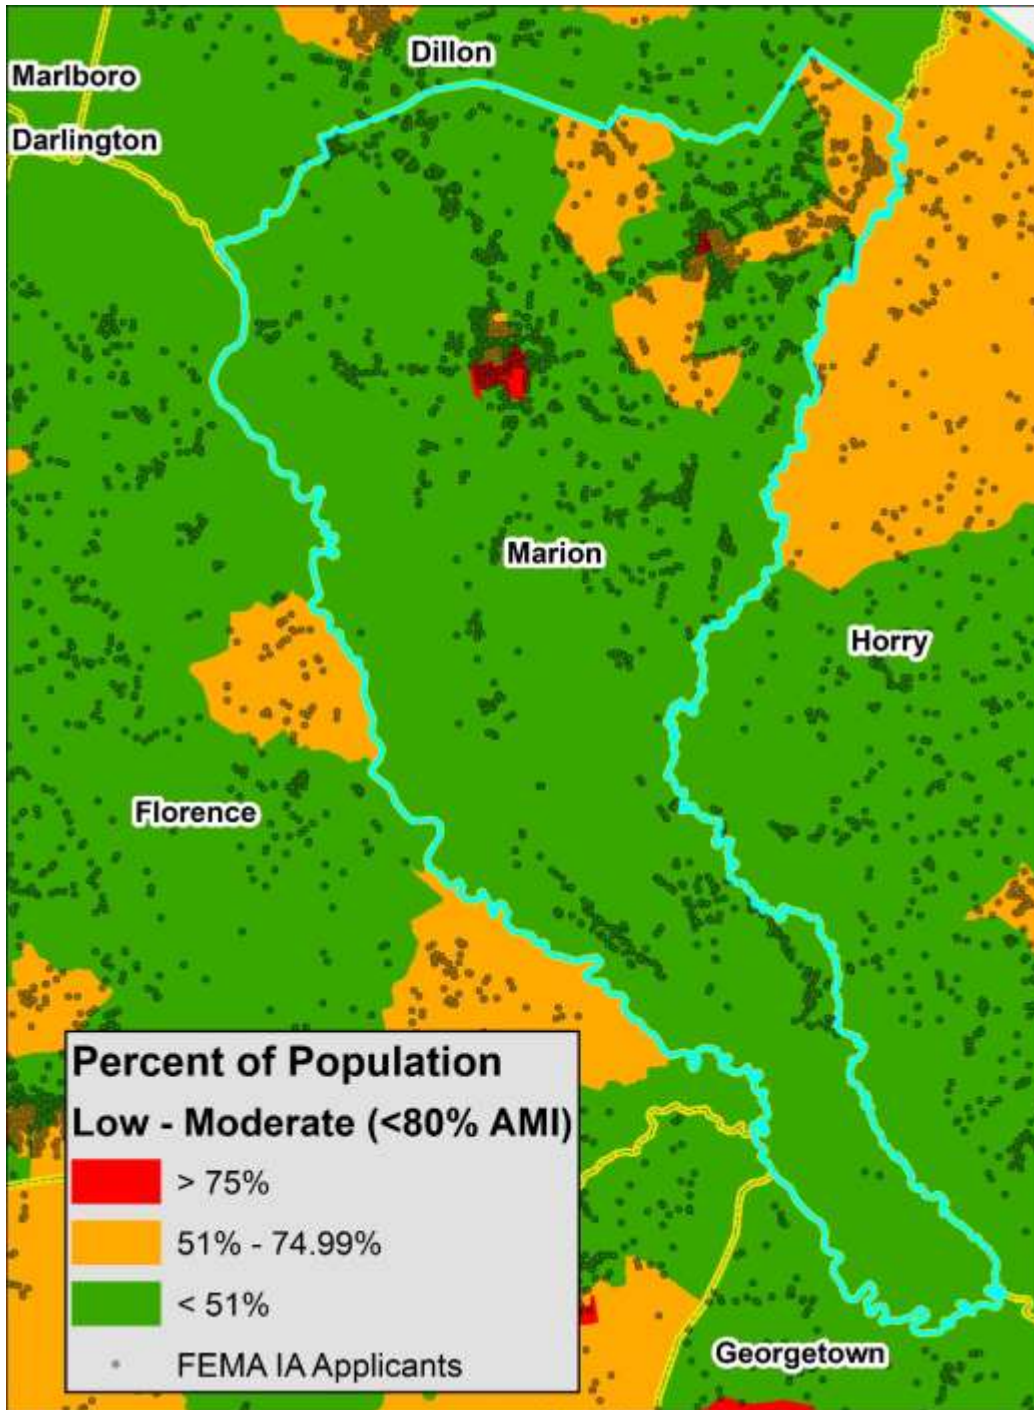 Dillon
Marlboro
Darlington
Marion
Horry
Florence
Percent of Population
Low - Moderate (<80% AMI)
> 75%
51% - 74.99%
< 51%
FEMA IA Applicants
Georgetown